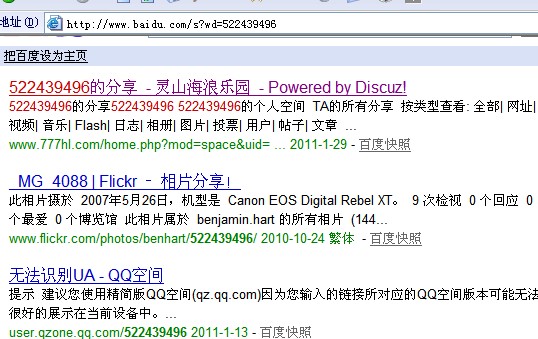 地址(D) http://www.baidu.com/s?wd=522439496
把百度设为主页
522439496的分享 - 灵山海浪乐园 - Powered by Discuz!
522439496的分享522439496 522439496的个人空间 TA的所有分享 按类型查看: 全部| 网址|
视频| 音乐| Flash| 日志| 相册| 图片| 投票| 用户| 帖子| 文章 ...
www.777hl.com/home.php?mod=space&uid= ... 2011-1-29 - 百度快照
_MG_4088 | Flickr - 相片分享!
此相片摄於 2007年5月26日，机型是 Canon EOS Digital Rebel XT。 9 次检视 0 个回应 0
个最爱 0 个博览馆 此相片属於 benjamin.hart 的所有相片 (144...
www.flickr.com/photos/benhart/522439496/ 2010-10-24 繁体 - 百度快照
无法识别UA - QQ空间
提示 建议您使用精简版QQ空间(qz.qq.com)因为您输入的链接所对应的QQ空间版本可能无法
很好的展示在当前设备中。...
user.qzone.qq.com/522439496 2011-1-13 - 百度快照